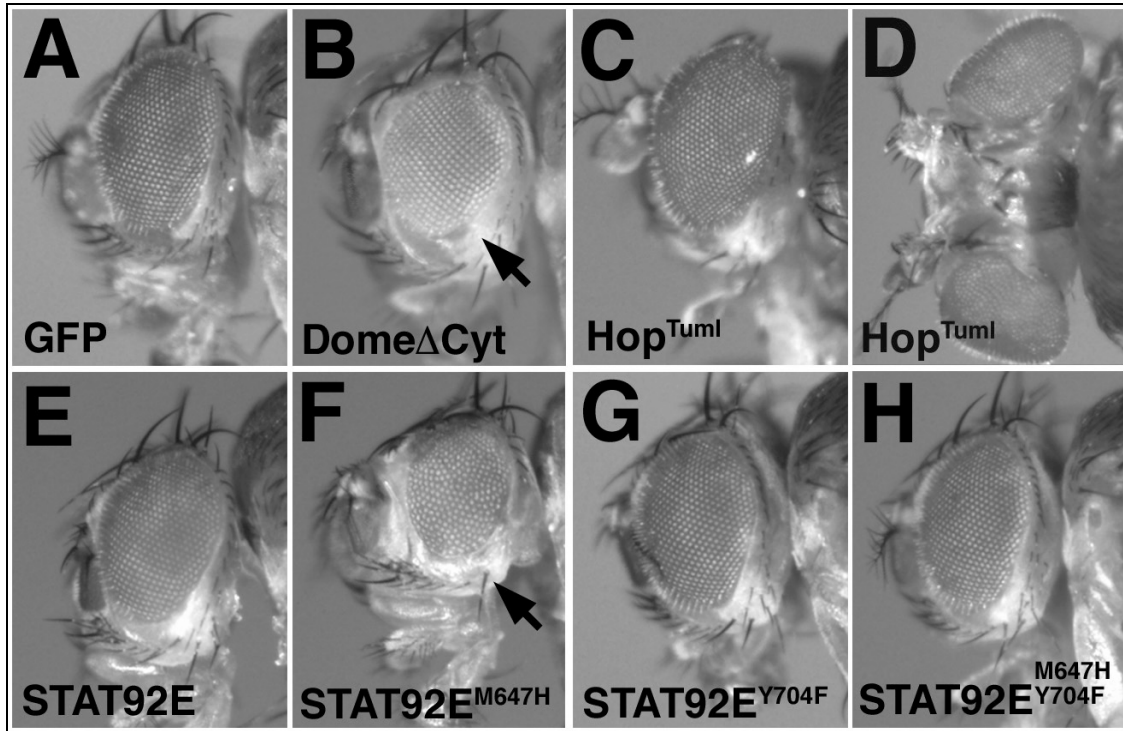 A
B
C
D
GFP
DomeΔCyt
Hop^Tuml
Hop^Tuml
E
F
G
H
STAT92E
STAT92E^M647H
STAT92E^Y704F
STAT92E^M647H
Y704F